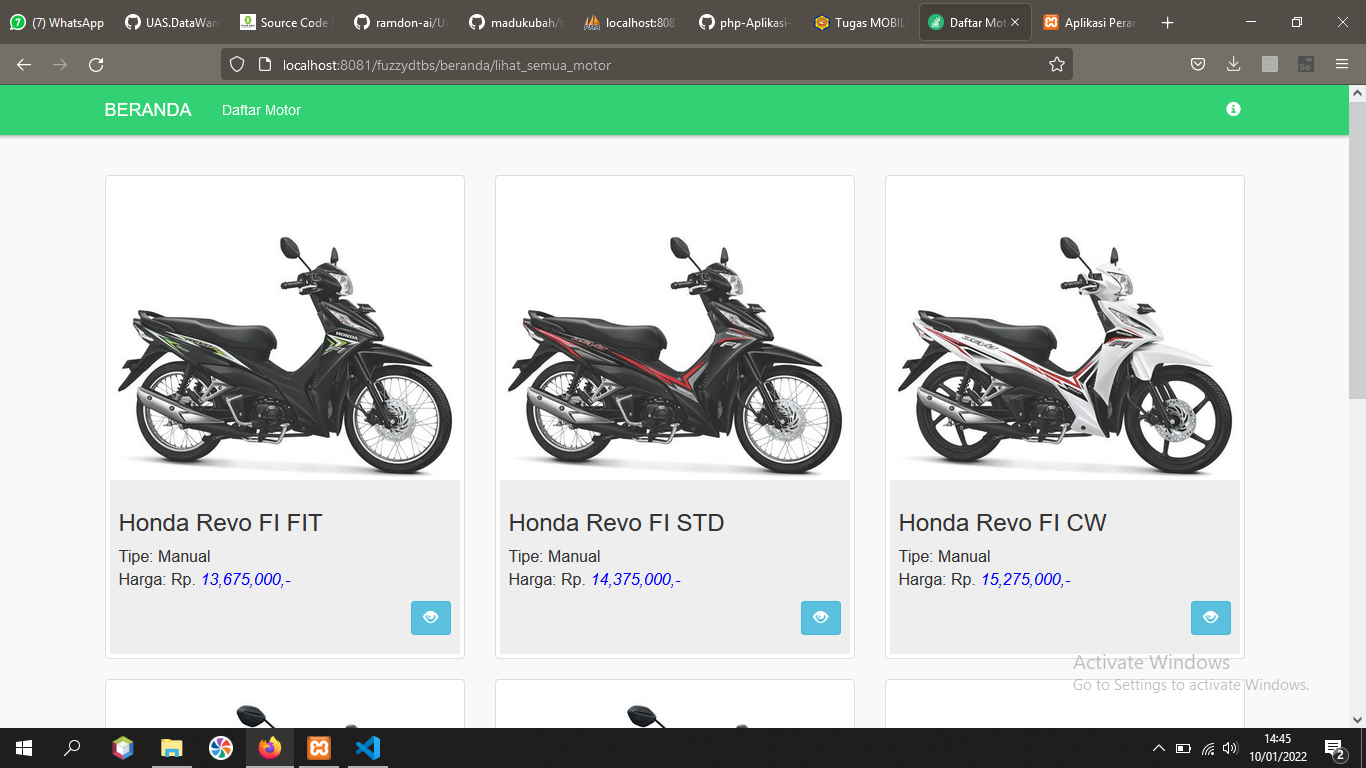 (7) WhatsApp
UAS.DataWar
Source Code
ramdon-ai/U
madukubah/
localhost:8081
php-Aplikasi-
Tugas MOBIL
Daftar Mot
Aplikasi Pera
localhost:8081/fuzzydtbs/beranda/lihat_semua_motor
BERANDA
Daftar Motor
Honda Revo FI FIT
Tipe: Manual
Harga: Rp. 13,675,000,-
Honda Revo FI STD
Tipe: Manual
Harga: Rp. 14,375,000,-
Honda Revo FI CW
Tipe: Manual
Harga: Rp. 15,275,000,-
Activate Windows
Go to Settings to activate Windows.
14:45
10/01/2022
2